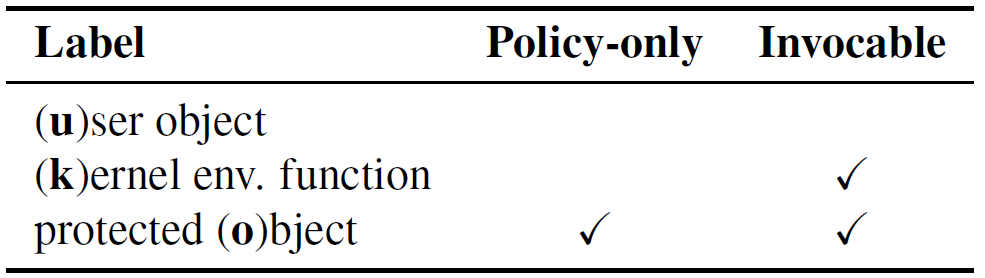 Label Policy-only Invocable
(u)ser object
(k)ernel env. function ✓
protected (o)bject ✓ ✓